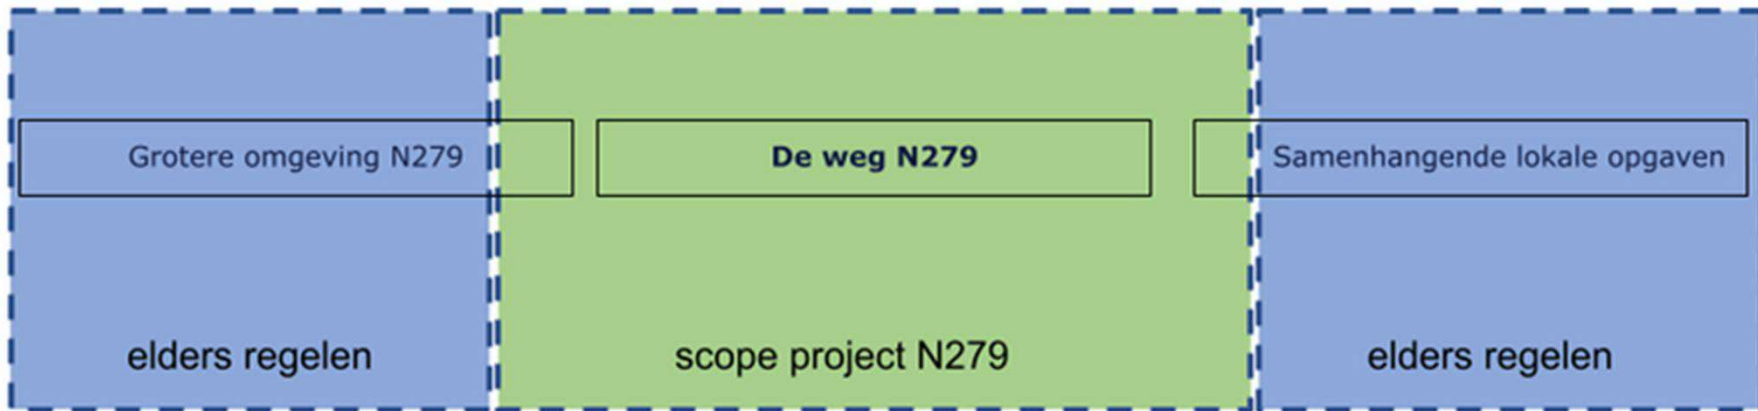 Grotere omgeving N279
De weg N279
Samenhangende lokale opgaven
elders regelen
scope project N279
elders regelen